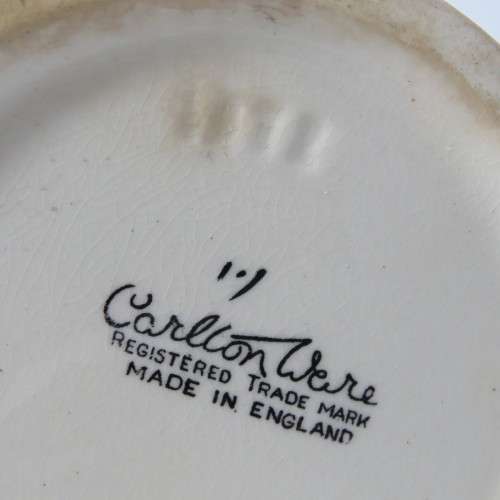 Carlton Ware
REGISTERED TRADE MARK
MADE IN ENGLAND